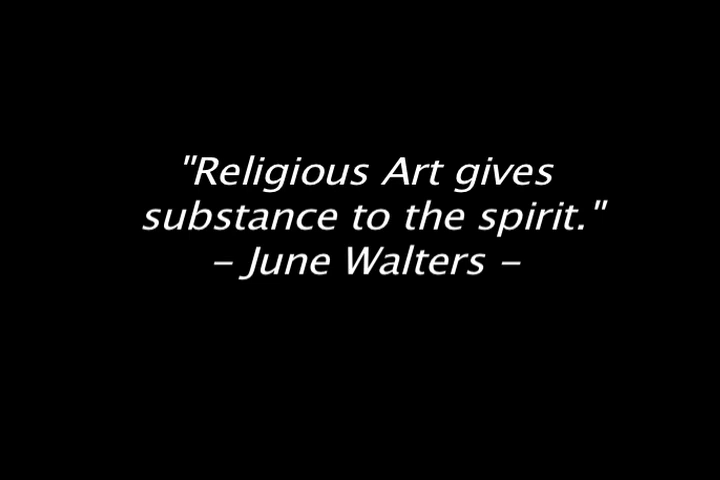 "Religious Art gives
substance to the spirit."
- June Walters -